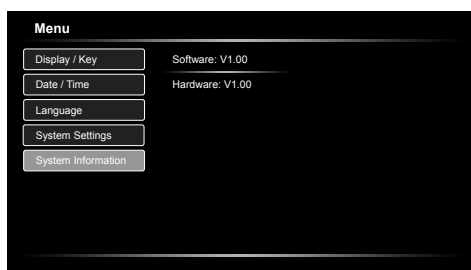 Menu
Display / Key
Software: V1.00
Date / Time
Hardware: V1.00
Language
System Settings
System Information